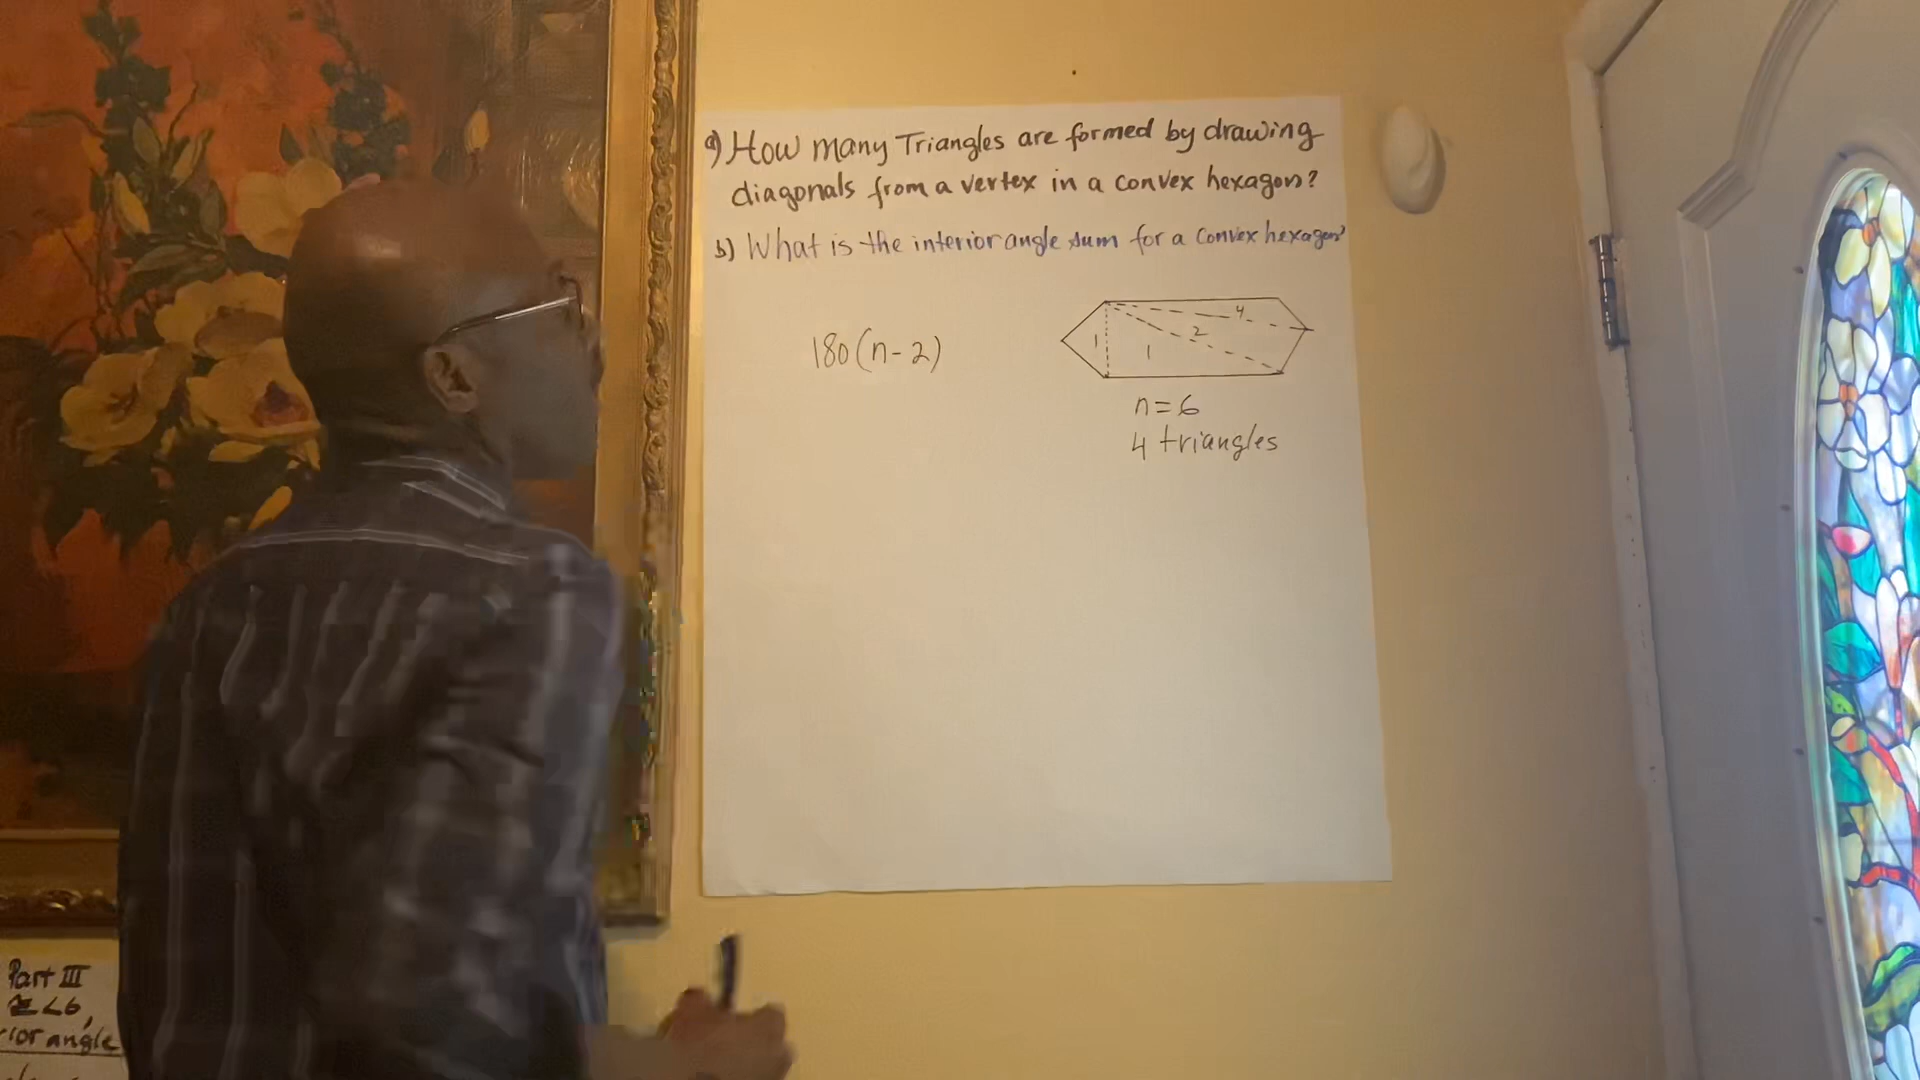 a) How many Triangles are formed by drawing
diagonals from a vertex in a convex hexagon?
b) What is the interior angle sum for a convex hexagon?
180(n-2)
1
1
2
4
n=6
4 triangles
Part III
<6,
rior angle